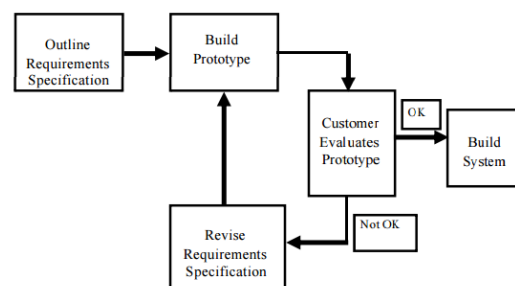 Outline
Requirements
Specification
Build
Prototype
Customer
Evaluates
Prototype
OK
Build
System
Not OK
Revise
Requirements
Specification